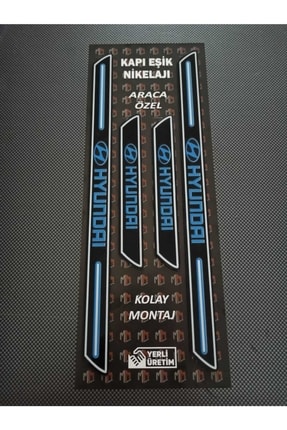 KAPI EŞİK
NİKELAJI
ARACA
ÖZEL
HYUNDAI
HYUNDAI
HYUNDAI
HYUNDAI
KOLAY
MONTAJ
YERLİ
ÜRETİM